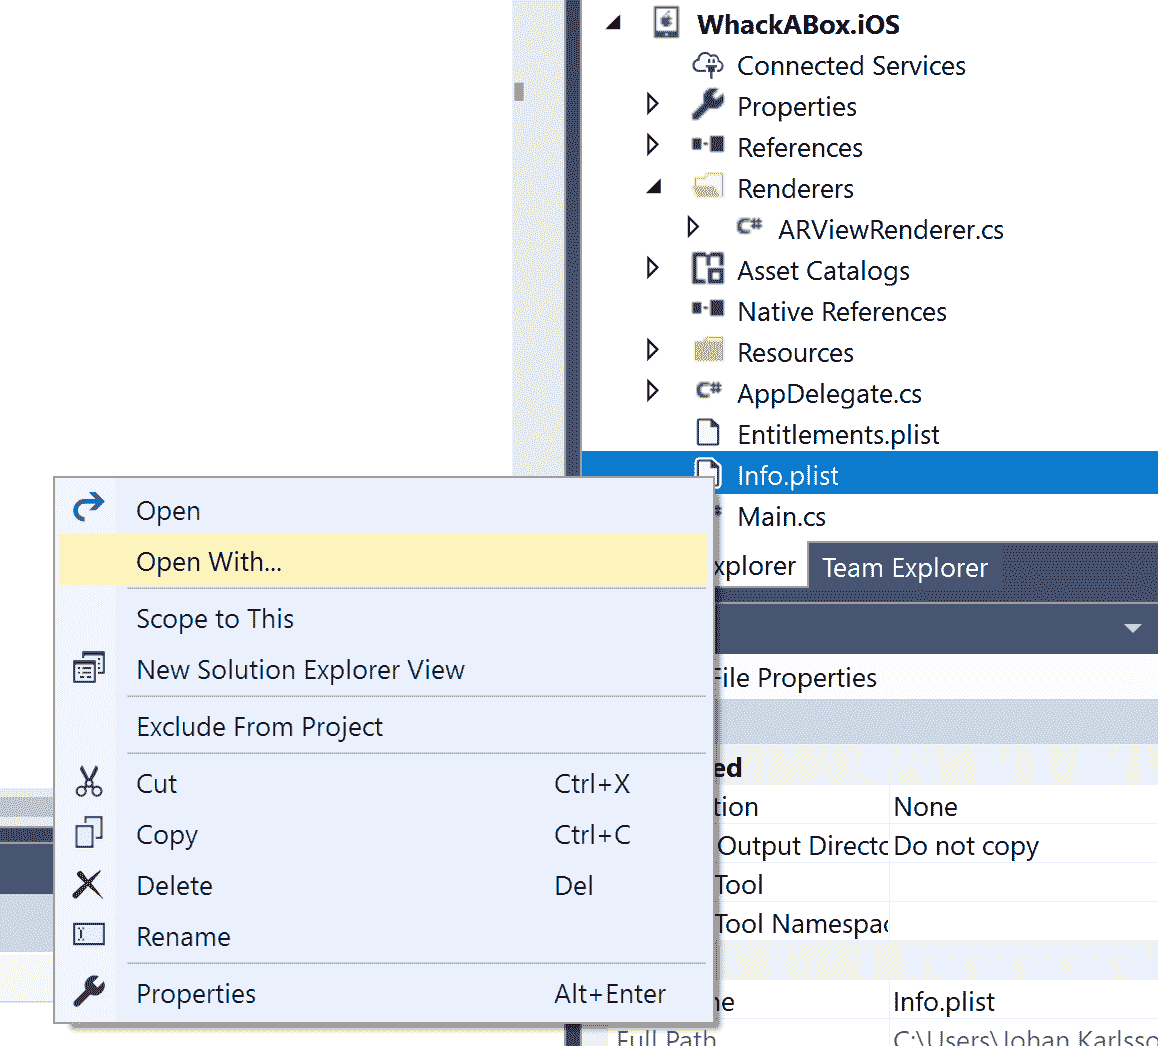 WhackABox.iOS
Connected Services
Properties
References
Renderers
C# ARViewRenderer.cs
Asset Catalogs
Native References
Resources
C# AppDelegate.cs
Entitlements.plist
Info.plist
Main.cs
xplorer
Team Explorer
File Properties
ed
tion
None
Output Directo
Do not copy
Tool
Tool Namespac
ne
Info.plist
Full Path
C:\Users\Johan Karlsso
Open
Open With...
Scope to This
New Solution Explorer View
Exclude From Project
Cut Ctrl+X
Copy Ctrl+C
Delete Del
Rename
Properties Alt+Enter